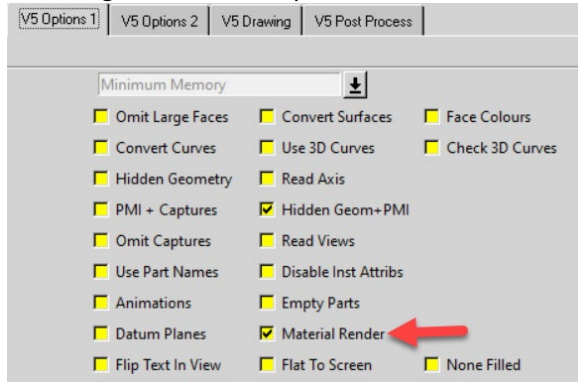 V5 Options 1 V5 Options 2 V5 Drawing V5 Post Process
Minimum Memory
Omit Large Faces Convert Surfaces Face Colours
Convert Curves Use 3D Curves Check 3D Curves
Hidden Geometry Read Axis
PMI + Captures Hidden Geom+PMI
Omit Captures Read Views
Use Part Names Disable Inst Attribs
Animations Empty Parts
Datum Planes Material Render
Flip Text In View Flat To Screen None Filled